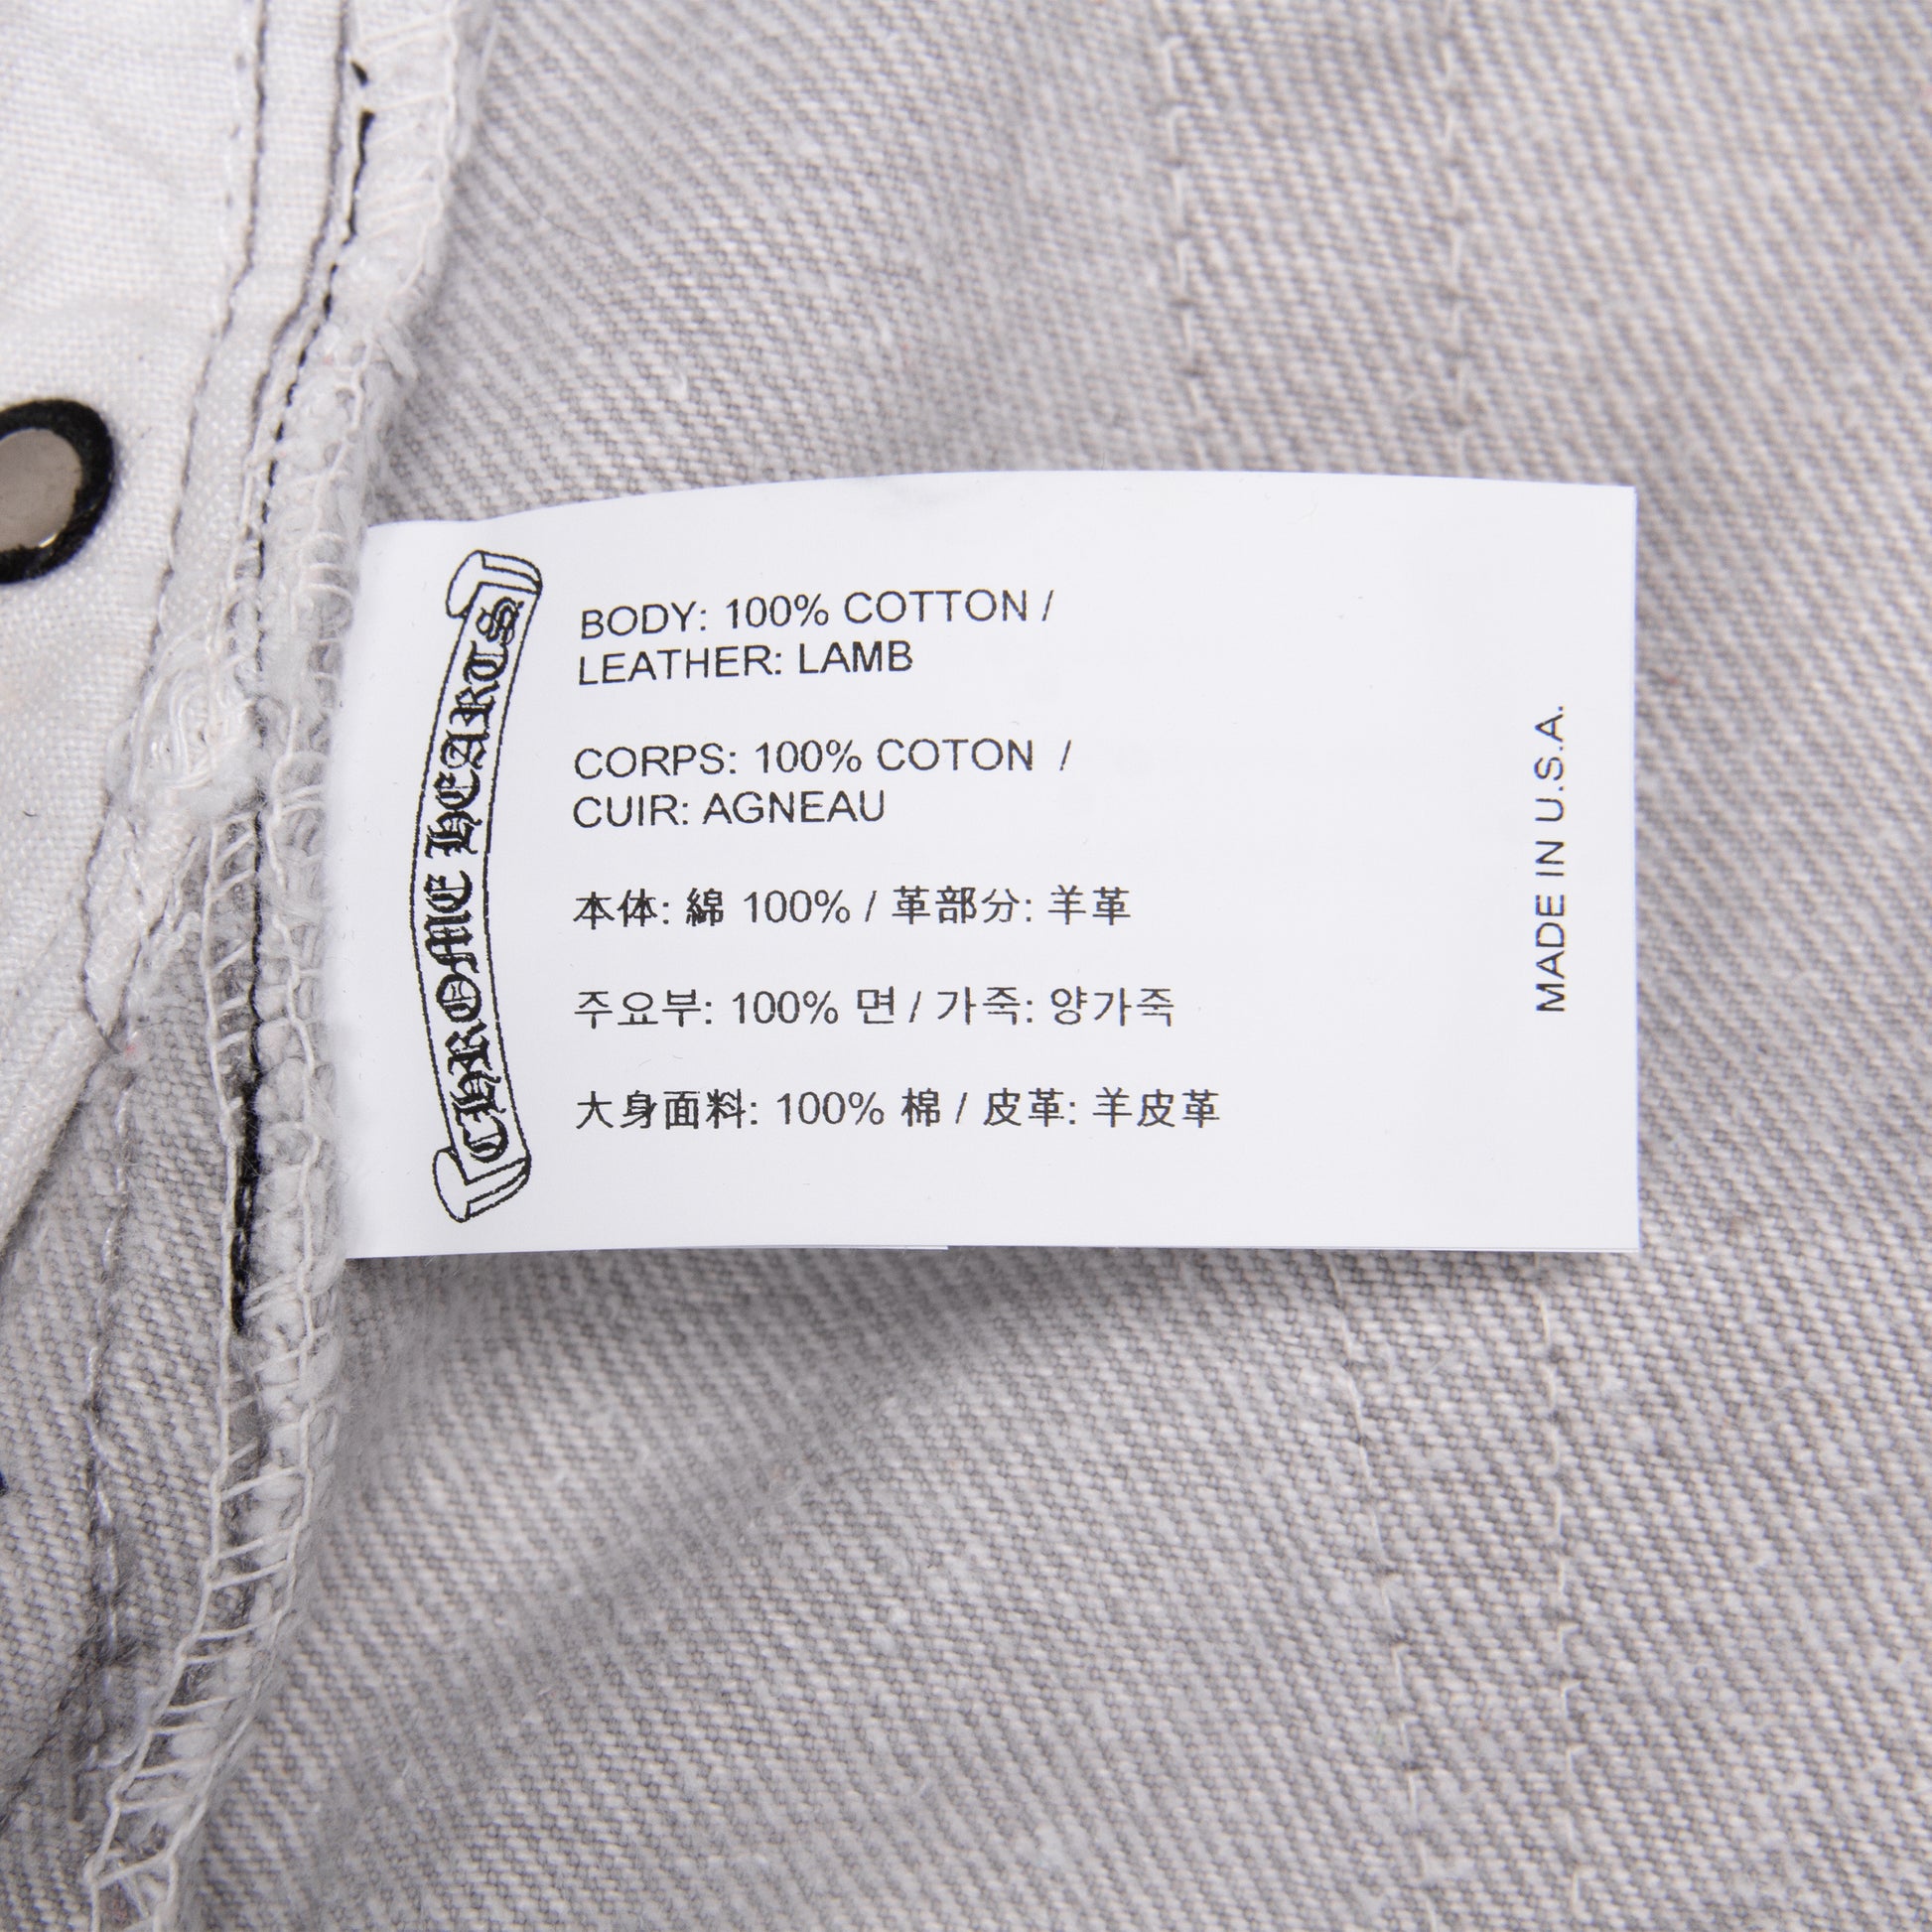 CHROME HEARTS
BODY: 100% COTTON /
LEATHER: LAMB
CORPS: 100% COTON /
CUIR: AGNEAU
本体: 綿 100% / 革部分: 羊革
주요부: 100% 면 / 가죽: 양가죽
大身面料: 100% 棉 / 皮革: 羊皮革
MADE IN U.S.A.